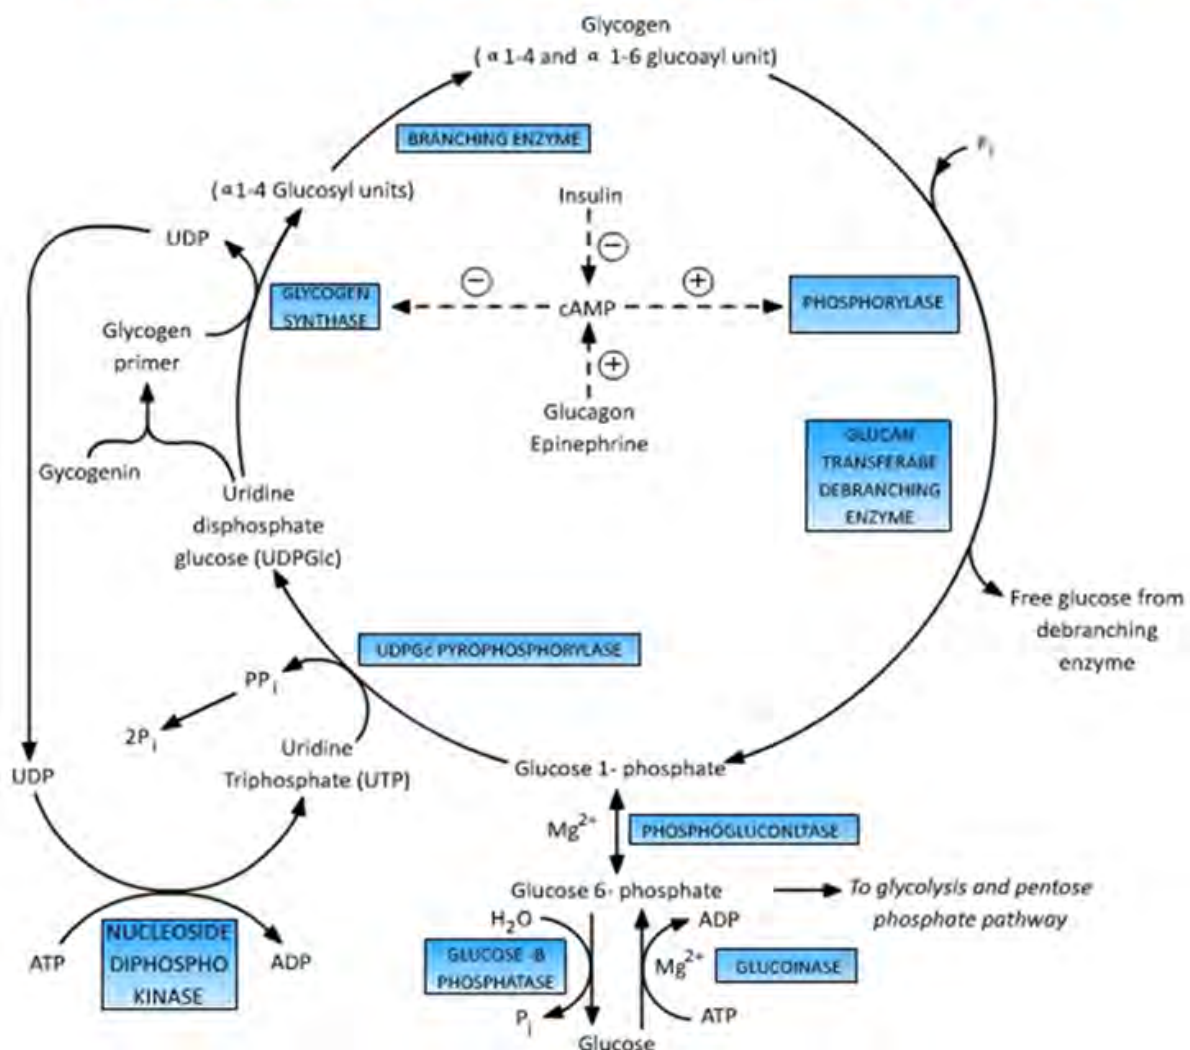 Glycogen
(α 1-4 and α 1-6 glucoayl unit)
BRANCHING ENZYME
Pi
(α1-4 Glucosyl units)
Insulin
UDP
−
GLYCOGEN
SYNTHASE
−
cAMP
+
PHOSPHORYLASE
Glycogen
primer
+
Glucagon
Epinephrine
GLUCAN
TRANSFERABE
DEBRANCHING
ENZYME
Gycogenin
Uridine
disphosphate
glucose (UDPGlc)
Free glucose from
debranching
enzyme
UDPGc PYROPHOSPHORYLASE
PPi
2Pi
Uridine
Triphosphate (UTP)
Glucose 1- phosphate
UDP
Mg2+
PHOSPHOGLUCONLTASE
Glucose 6- phosphate
To glycolysis and pentose
phosphate pathway
H2O
ADP
NUCLEOSIDE
DIPHOSPHO
KINASE
ATP
ADP
GLUCOSE -B
PHOSPHATASE
Mg2+
GLUCOINASE
Pi
ATP
Glucose